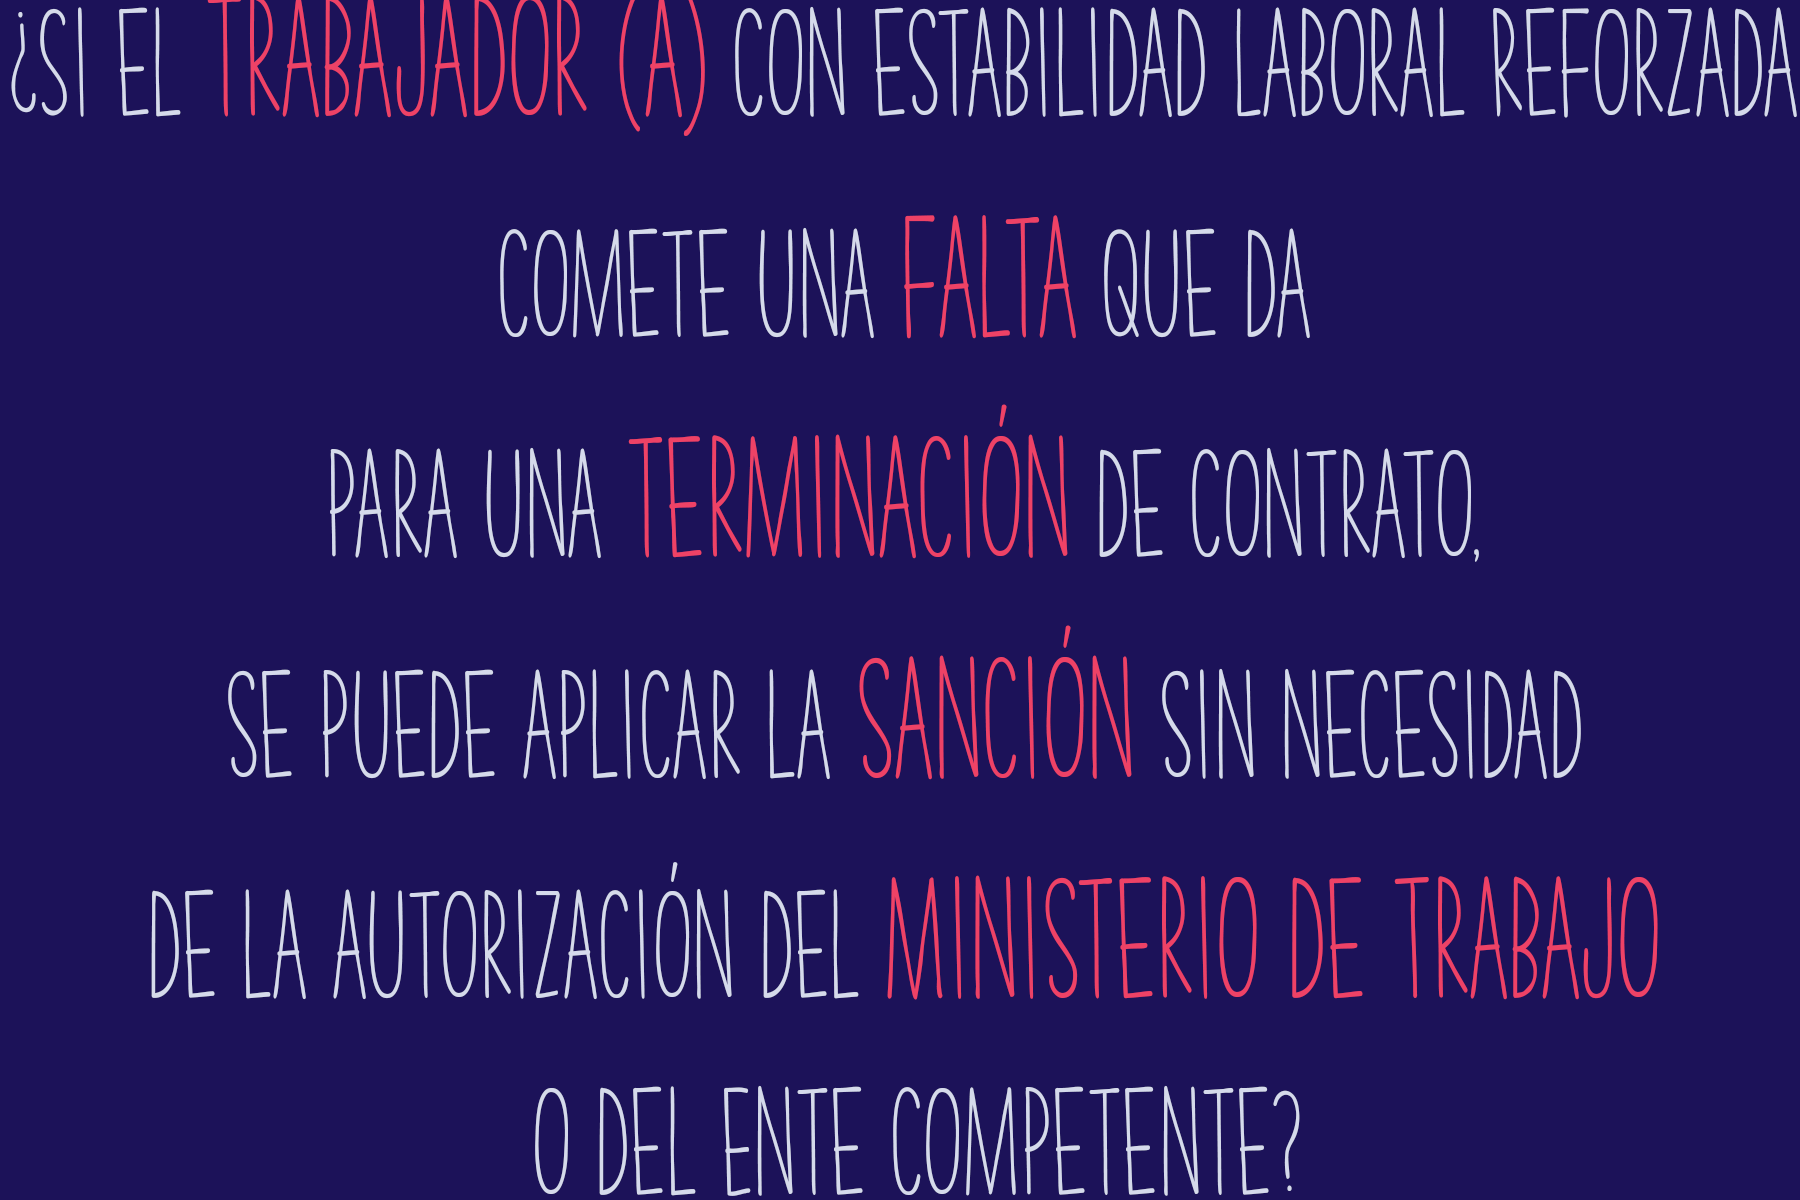 ¿SI EL TRABAJADOR (A) CON ESTABILIDAD LABORAL REFORZADA
COMETE UNA FALTA QUE DA
PARA UNA TERMINACIÓN DE CONTRATO,
SE PUEDE APLICAR LA SANCIÓN SIN NECESIDAD
DE LA AUTORIZACIÓN DEL MINISTERIO DE TRABAJO
O DEL ENTE COMPETENTE?